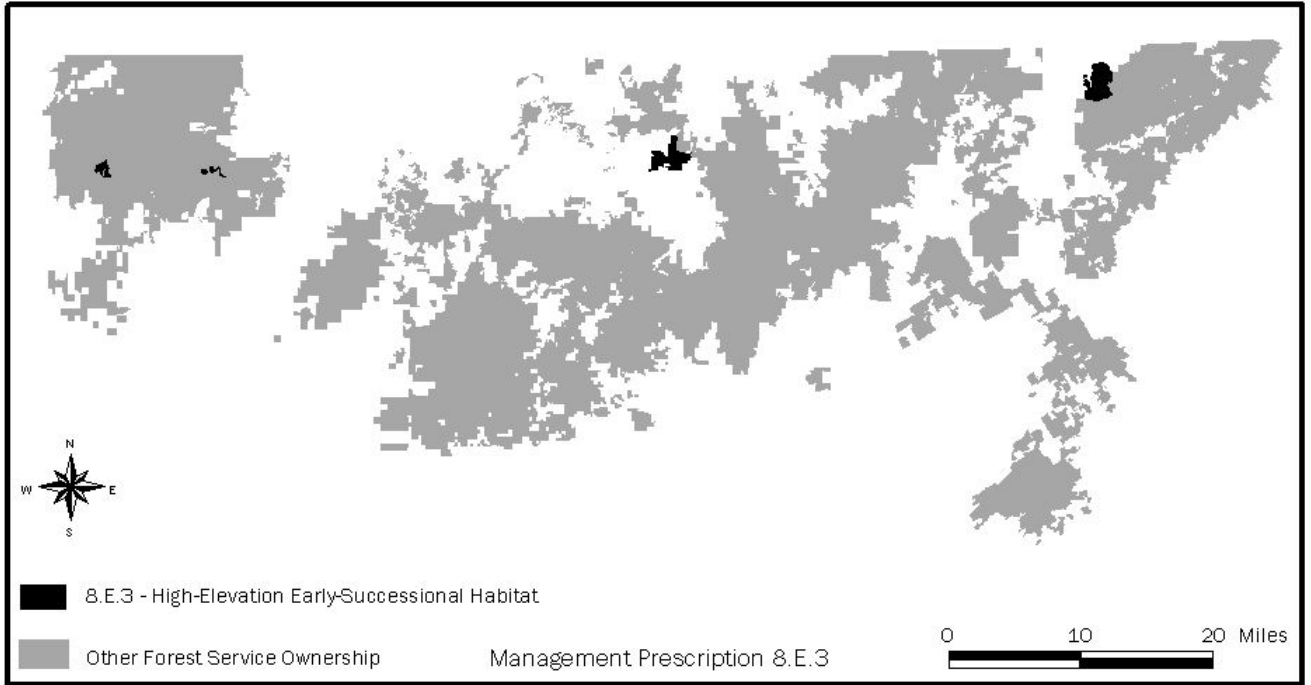 N
W E
S
8.E.3 - High-Elevation Early-Successional Habitat
Other Forest Service Ownership
Management Prescription 8.E.3
0 10 20 Miles